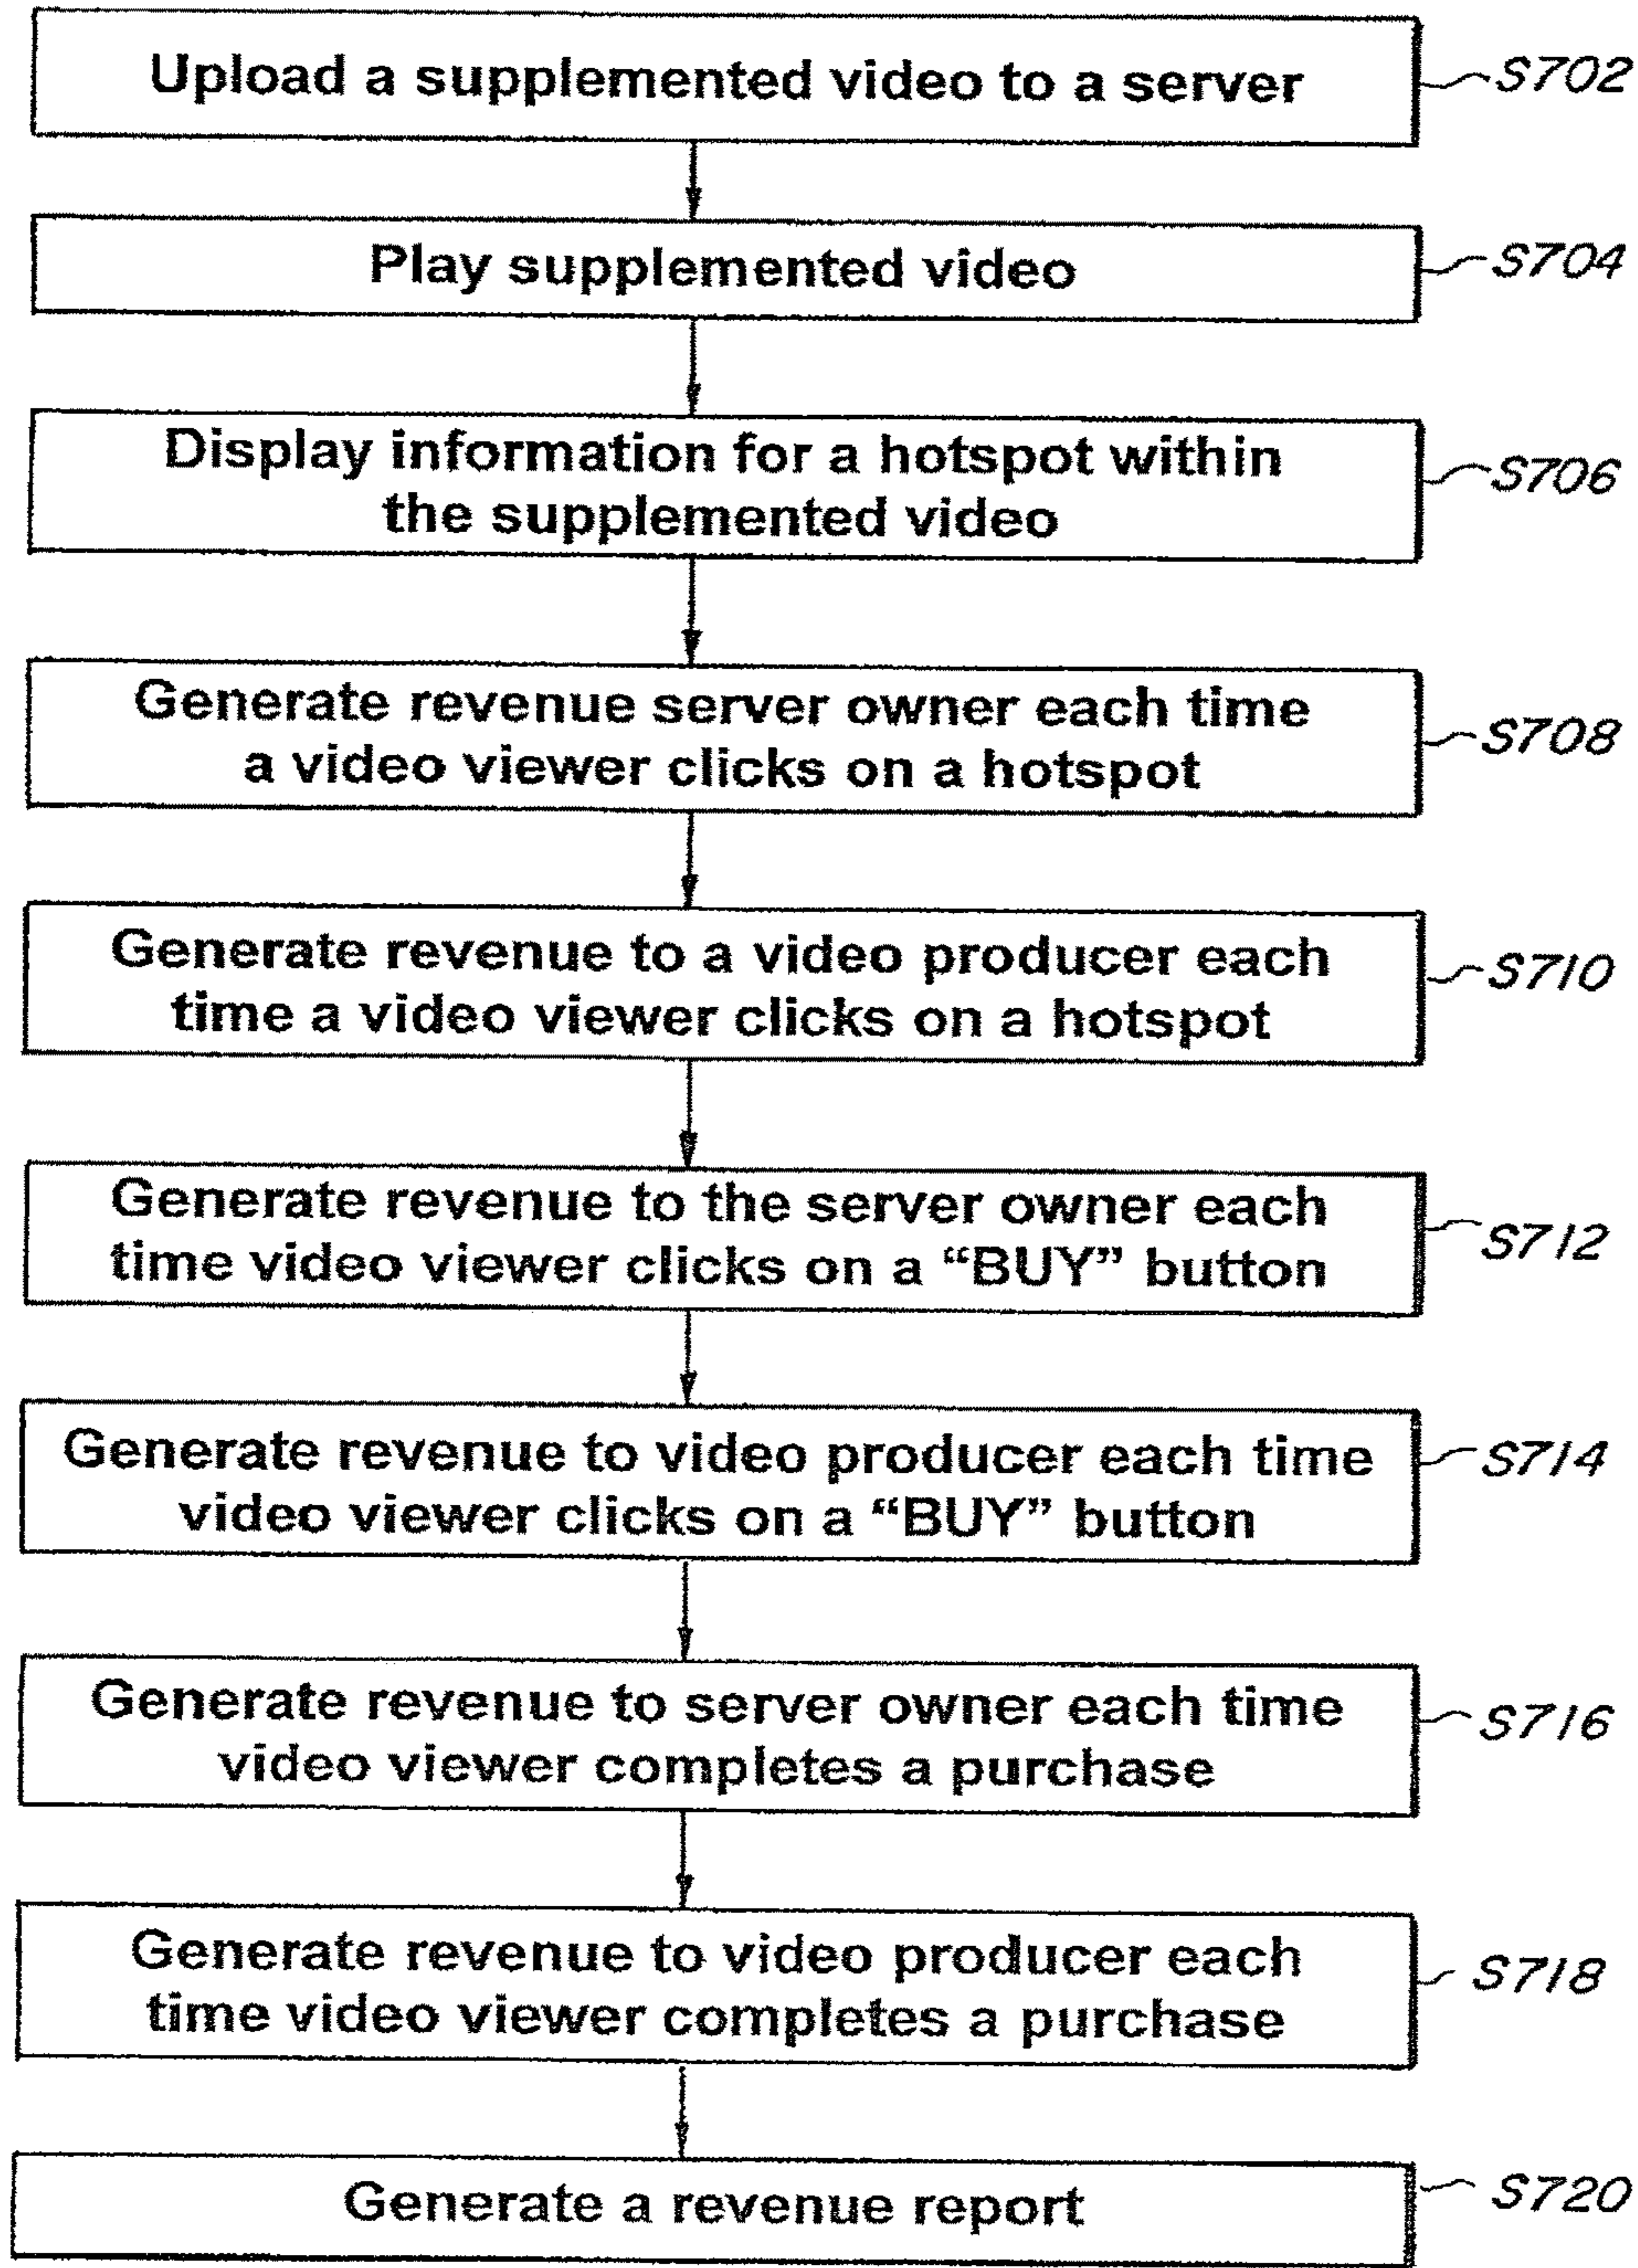 Upload a supplemented video to a server
S702
Play supplemented video
S704
Display information for a hotspot within
the supplemented video
S706
Generate revenue server owner each time
a video viewer clicks on a hotspot
S708
Generate revenue to a video producer each
time a video viewer clicks on a hotspot
S710
Generate revenue to the server owner each
time video viewer clicks on a “BUY” button
S712
Generate revenue to video producer each time
video viewer clicks on a “BUY” button
S714
Generate revenue to server owner each time
video viewer completes a purchase
S716
Generate revenue to video producer each
time video viewer completes a purchase
S718
Generate a revenue report
S720